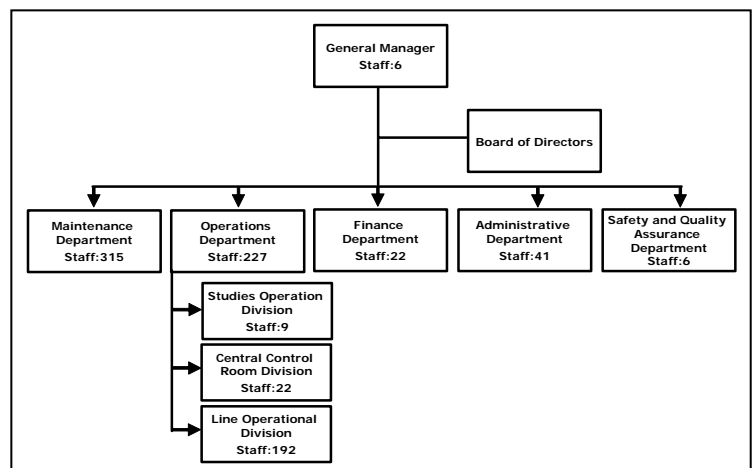 General Manager
Staff:6
Board of Directors
Maintenance
Department
Staff:315
Operations
Department
Staff:227
Finance
Department
Staff:22
Administrative
Department
Staff:41
Safety and Quality
Assurance
Department
Staff:6
Studies Operation
Division
Staff:9
Central Control
Room Division
Staff:22
Line Operational
Division
Staff:192